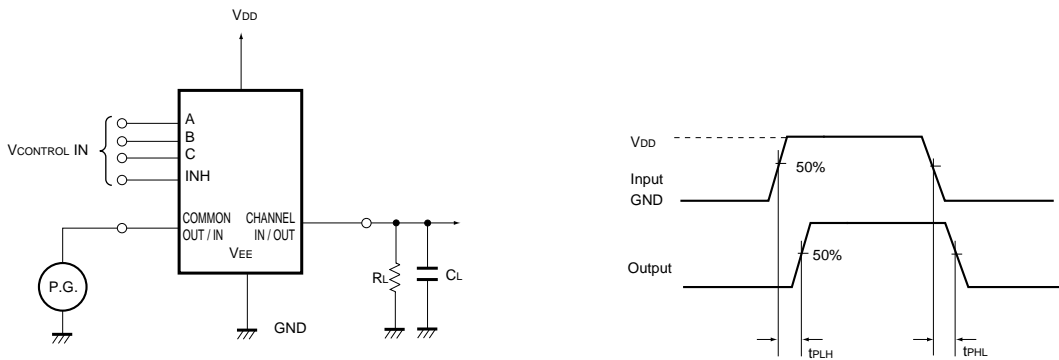 VDD
A
B
C
INH
VCONTROL IN
COMMON
OUT / IN
CHANNEL
IN / OUT
VEE
P.G.
RL
CL
GND
VDD
50%
Input
GND
Output
50%
tPLH
tPHL